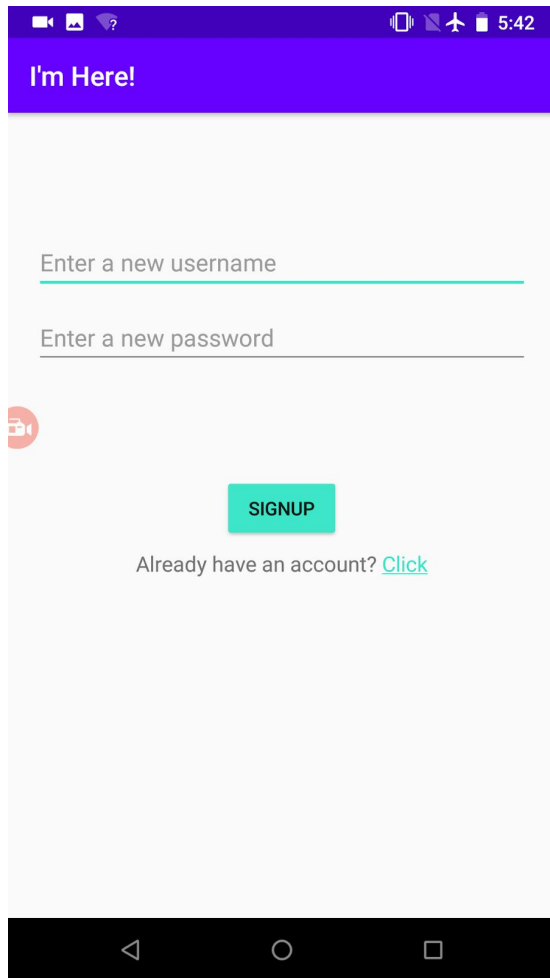 5:42
I'm Here!
Enter a new username
Enter a new password
SIGNUP
Already have an account? Click